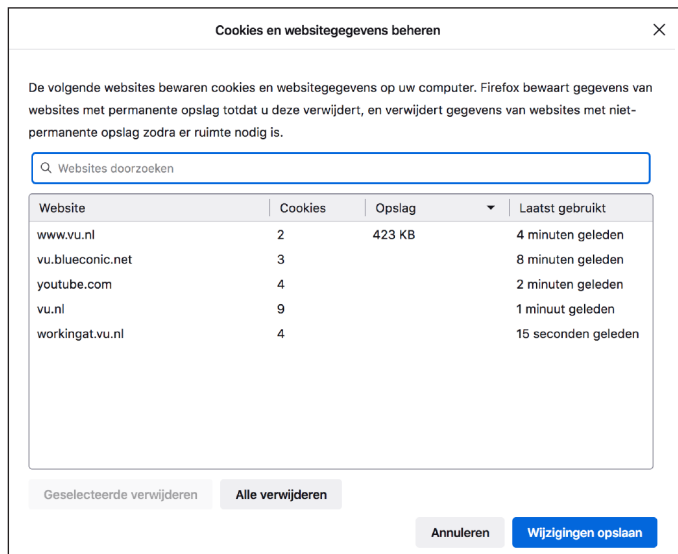 Cookies en websitegegevens beheren
De volgende websites bewaren cookies en websitegegevens op uw computer. Firefox bewaart gegevens van
websites met permanente opslag totdat u deze verwijdert, en verwijdert gegevens van websites met niet-
permanente opslag zodra er ruimte nodig is.
Websites doorzoeken
Website Cookies Opslag Laatst gebruikt
www.vu.nl 2 423 KB 4 minuten geleden
vu.blueconic.net 3 8 minuten geleden
youtube.com 4 2 minuten geleden
vu.nl 9 1 minuut geleden
workingat.vu.nl 4 15 seconden geleden
Geselecteerde verwijderen Alle verwijderen
Annuleren Wijzigingen opslaan